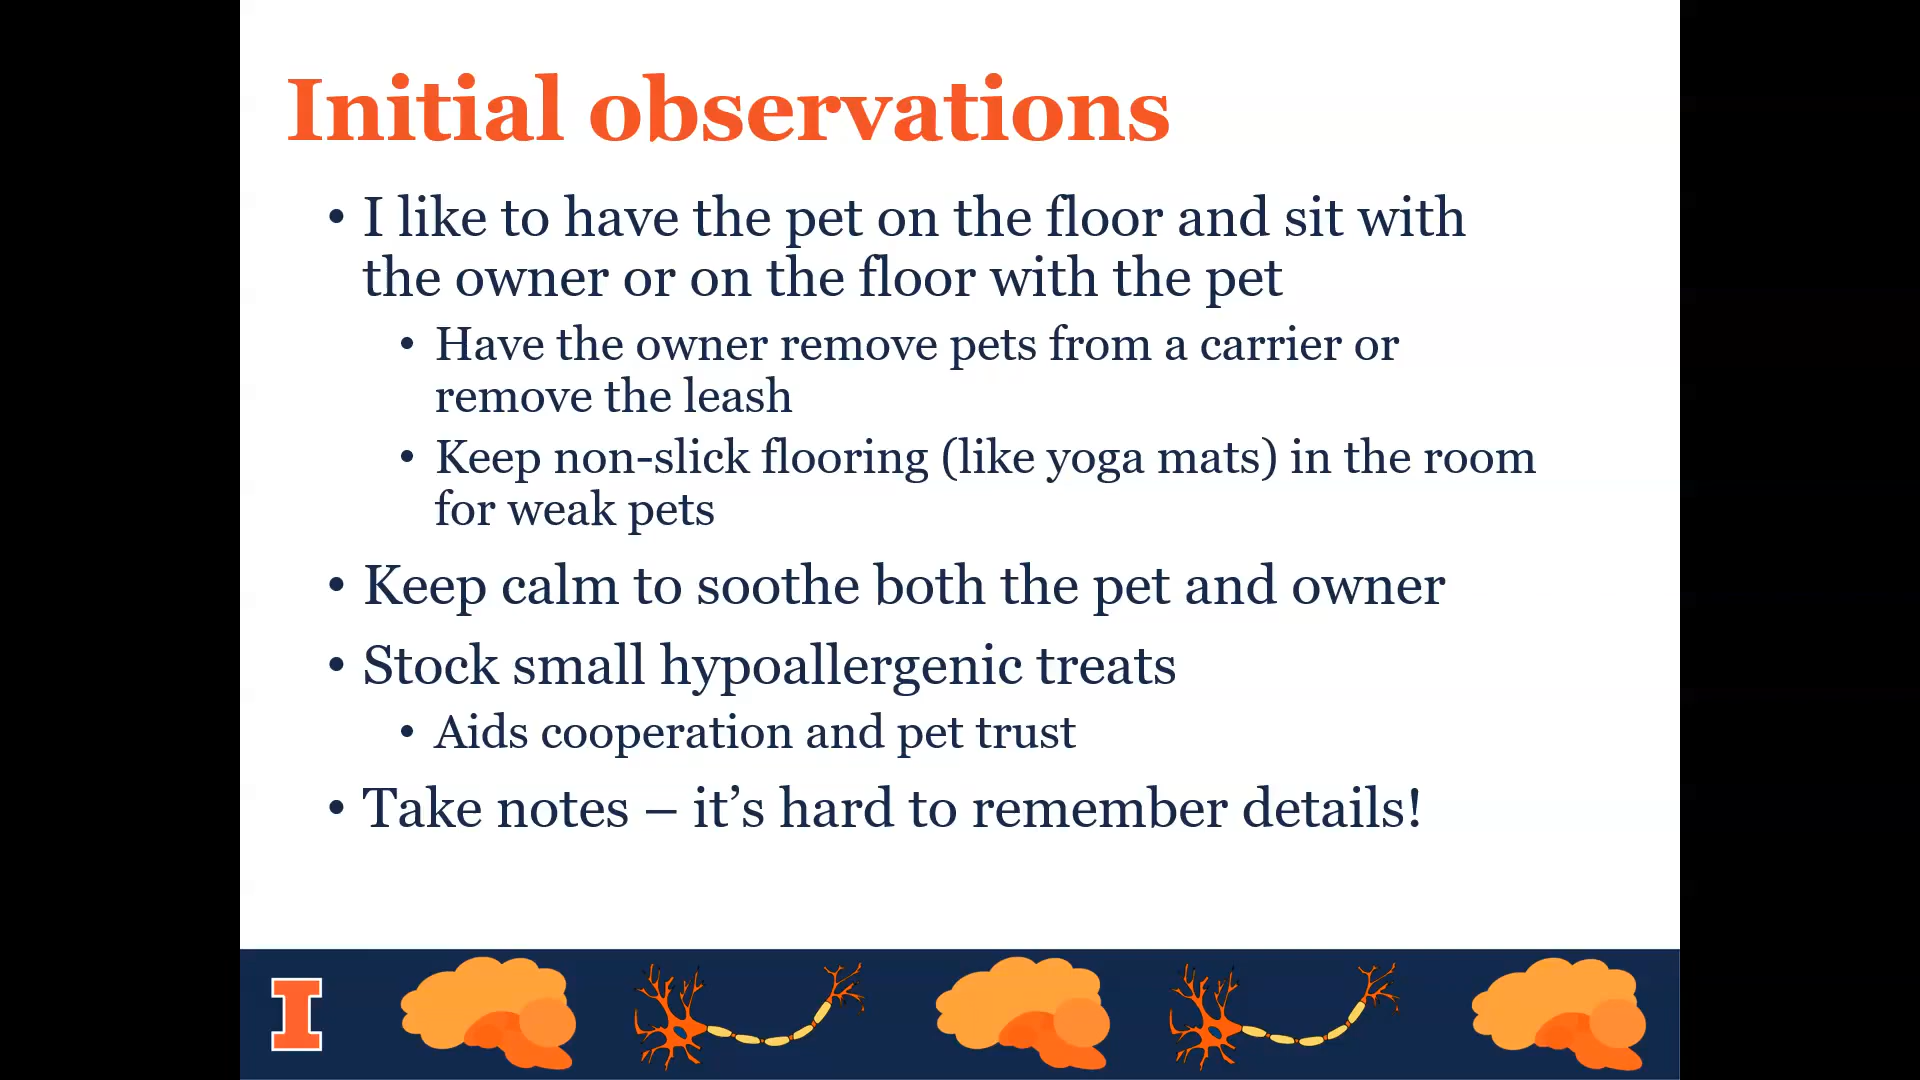 Initial observations
• I like to have the pet on the floor and sit with
the owner or on the floor with the pet
• Have the owner remove pets from a carrier or
remove the leash
• Keep non-slick flooring (like yoga mats) in the room
for weak pets
• Keep calm to soothe both the pet and owner
• Stock small hypoallergenic treats
• Aids cooperation and pet trust
• Take notes – it’s hard to remember details!
I